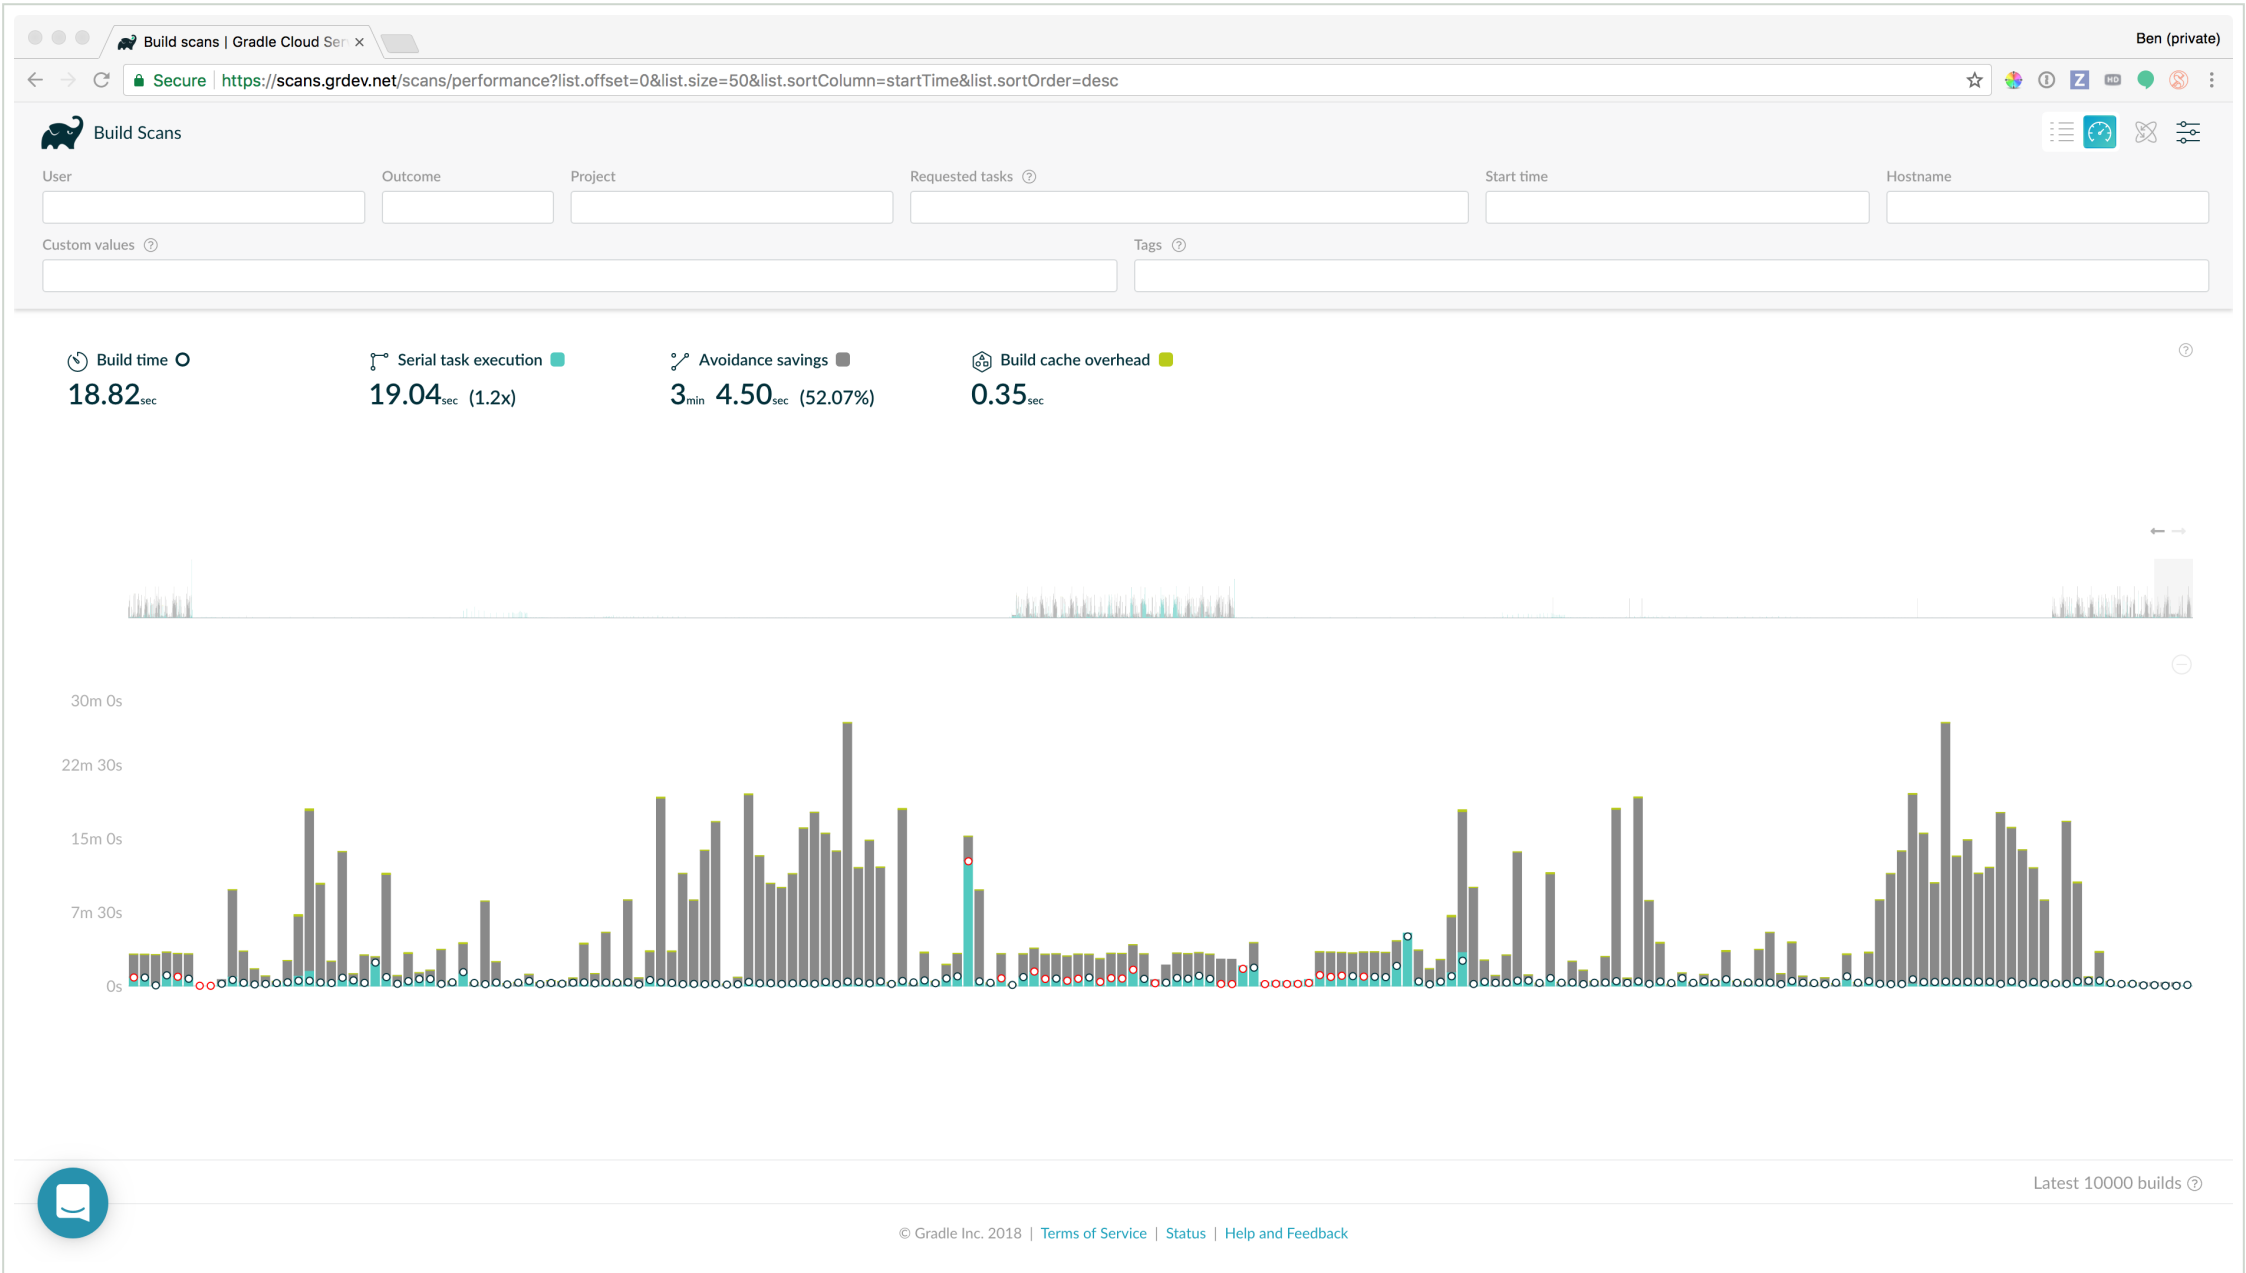 Build scans | Gradle Cloud Ser
Ben (private)
Secure https://scans.grdev.net/scans/performance?list.offset=0&list.size=50&list.sortColumn=startTime&list.sortOrder=desc
Z HD
Build Scans
User Outcome Project Requested tasks ? Start time Hostname
Custom values ? Tags ?
Build time Serial task execution Avoidance savings Build cache overhead ?
18.82sec 19.04sec (1.2x) 3min 4.50sec (52.07%) 0.35sec
30m 0s
22m 30s
15m 0s
7m 30s
0s
Latest 10000 builds ?
© Gradle Inc. 2018 | Terms of Service | Status | Help and Feedback